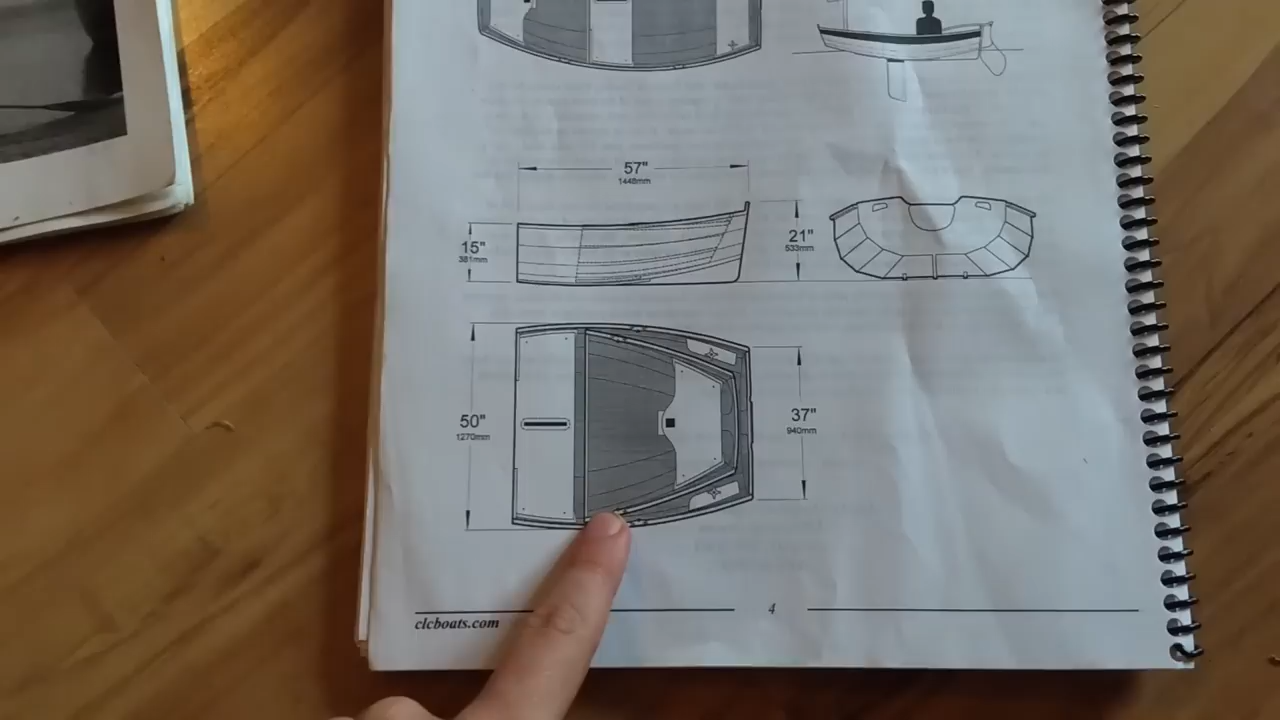 57"
1448mm
15"
381mm
21"
533mm
50"
1270mm
37"
940mm
4
clcboats.com